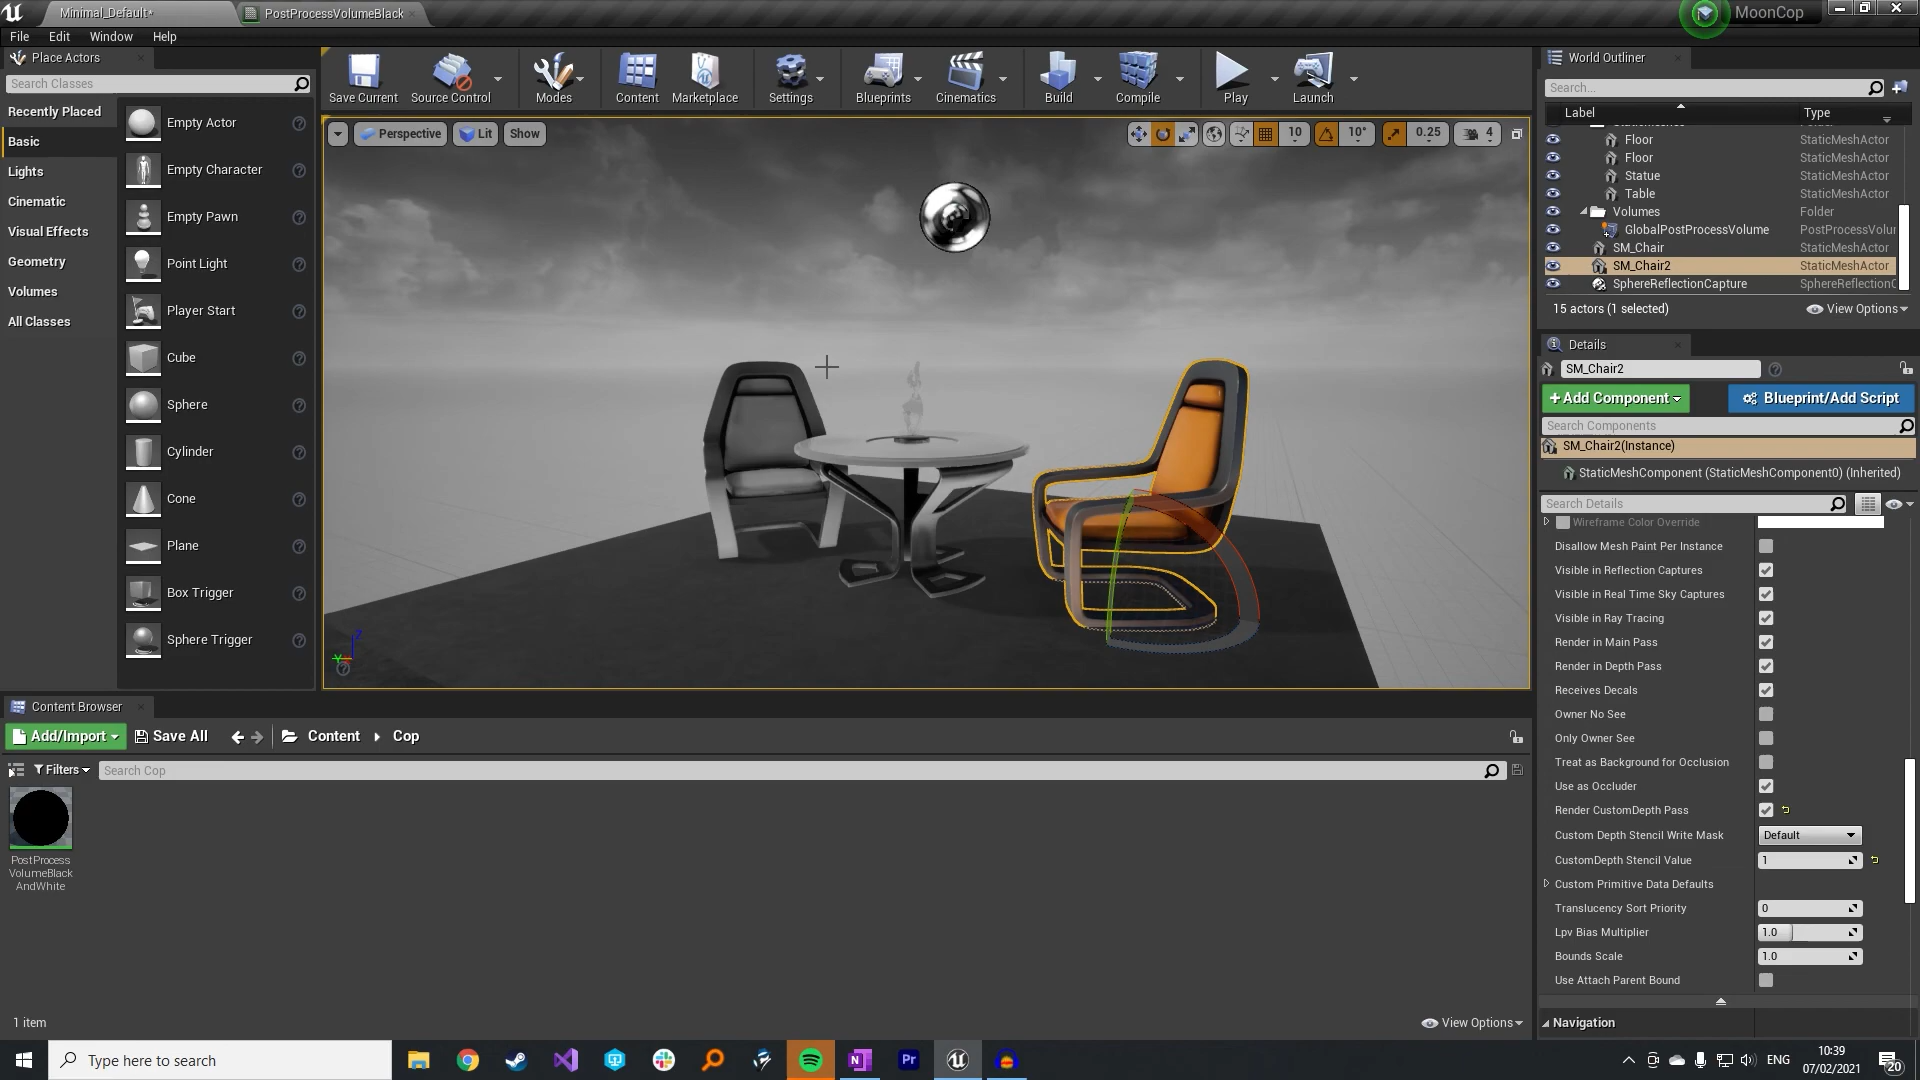 Minimal_Default*
PostProcessVolumeBlack
MoonCop
File Edit Window Help
Place Actors
Search Classes
Recently Placed
Basic
Lights
Cinematic
Visual Effects
Geometry
Volumes
All Classes
Empty Actor
Empty Character
Empty Pawn
Point Light
Player Start
Cube
Sphere
Cylinder
Cone
Plane
Box Trigger
Sphere Trigger
Save Current
Source Control
Modes
Content
Marketplace
Settings
Blueprints
Cinematics
Build
Compile
Play
Launch
Perspective
Lit
Show
10
10°
0.25
4
Z
World Outliner
Search...
Label Type
Floor StaticMeshActor
Floor StaticMeshActor
Statue StaticMeshActor
Table StaticMeshActor
Volumes Folder
GlobalPostProcessVolume PostProcessVolu
SM_Chair StaticMeshActor
SM_Chair2 StaticMeshActor
SphereReflectionCapture SphereReflectionC
15 actors (1 selected)
View Options
Details
SM_Chair2
+Add Component
Blueprint/Add Script
Search Components
SM_Chair2(Instance)
StaticMeshComponent (StaticMeshComponent0) (Inherited)
Search Details
Wireframe Color Override
Disallow Mesh Paint Per Instance
Visible in Reflection Captures
Visible in Real Time Sky Captures
Visible in Ray Tracing
Render in Main Pass
Render in Depth Pass
Receives Decals
Owner No See
Only Owner See
Treat as Background for Occlusion
Use as Occluder
Render CustomDepth Pass
Custom Depth Stencil Write Mask Default
CustomDepth Stencil Value 1
Custom Primitive Data Defaults
Translucency Sort Priority 0
Lpv Bias Multiplier 1.0
Bounds Scale 1.0
Use Attach Parent Bound
Navigation
Content Browser
Add/Import
Save All
Content
Cop
Filters
Search Cop
PostProcess
VolumeBlack
AndWhite
1 item
View Options
Type here to search
Pr
ENG
10:39
07/02/2021
20